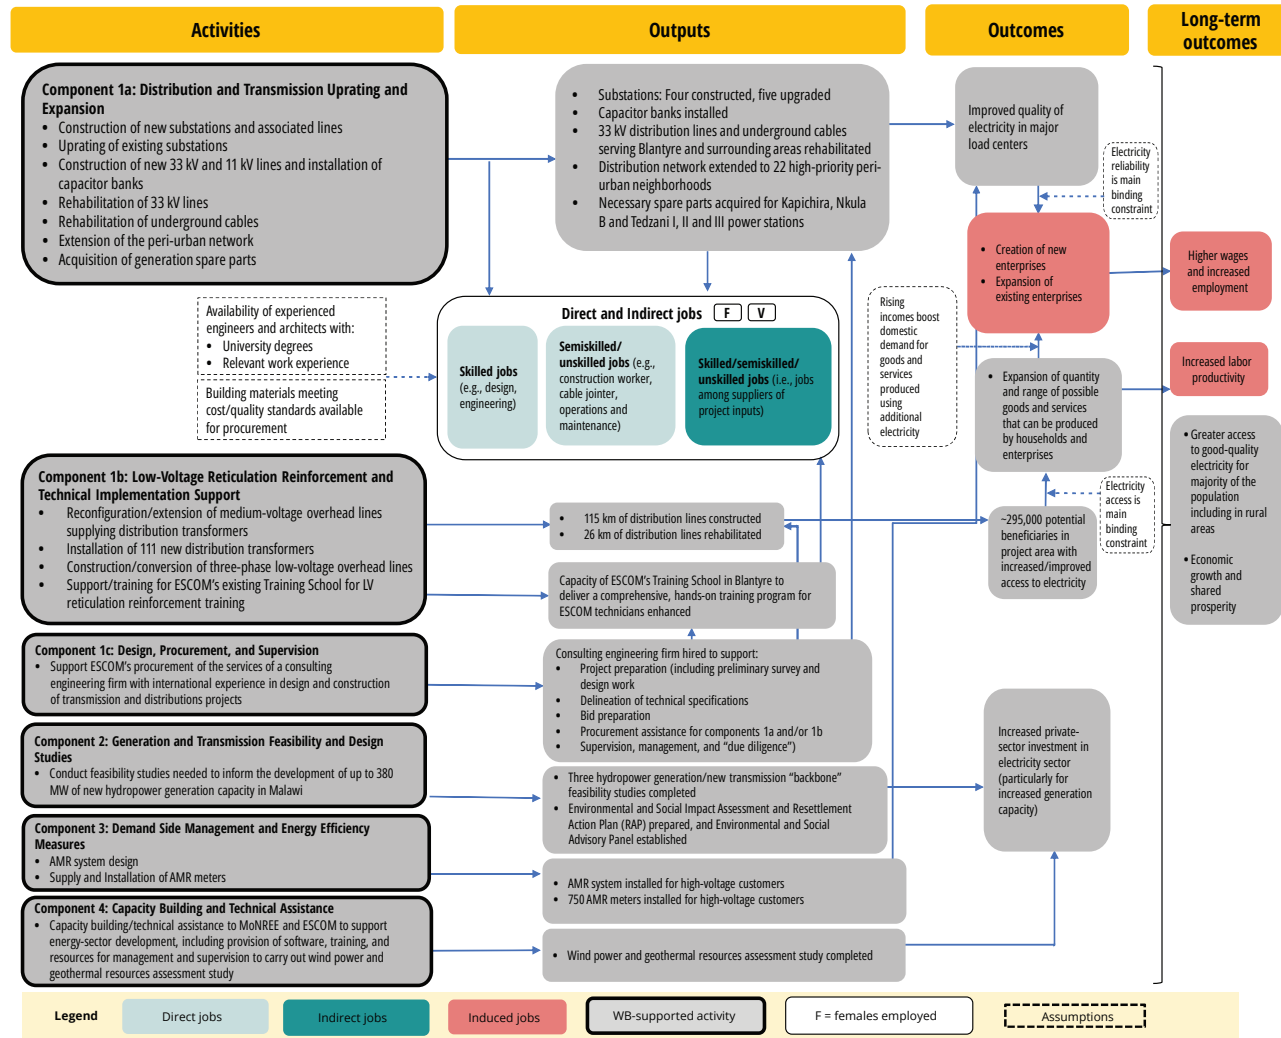 Activities
Outputs
Outcomes
Long-term
outcomes
Component 1a: Distribution and Transmission Uprating and
Expansion
• Construction of new substations and associated lines
• Uprating of existing substations
• Construction of new 33 kV and 11 kV lines and installation of
capacitor banks
• Rehabilitation of 33 kV lines
• Rehabilitation of underground cables
• Extension of the peri-urban network
• Acquisition of generation spare parts
• Substations: Four constructed, five upgraded
• Capacitor banks installed
• 33 kV distribution lines and underground cables
serving Blantyre and surrounding areas rehabilitated
• Distribution network extended to 22 high-priority peri-
urban neighborhoods
• Necessary spare parts acquired for Kapichira, Nkula
B and Tedzani I, II and III power stations
Improved quality of
electricity in major
load centers
Electricity
reliability
is main
binding
constraint
• Creation of new
enterprises
• Expansion of
existing enterprises
Higher wages
and increased
employment
Availability of experienced
engineers and architects with:
• University degrees
• Relevant work experience
Building materials meeting
cost/quality standards available
for procurement
Direct and Indirect jobs
F
V
Skilled jobs
(e.g., design,
engineering)
Semiskilled/
unskilled jobs (e.g.,
construction worker,
cable jointer,
operations and
maintenance)
Skilled/semiskilled/
unskilled jobs (i.e., jobs
among suppliers of
project inputs)
Rising
incomes boost
domestic
demand for
goods and
services
produced
using
additional
electricity
• Expansion of quantity
and range of possible
goods and services
that can be produced
by households and
enterprises
Increased labor
productivity
Electricity
access is
main
binding
constraint
• Greater access
to good-quality
electricity for
majority of the
population
including in rural
areas
• Economic
growth and
shared
prosperity
Component 1b: Low-Voltage Reticulation Reinforcement and
Technical Implementation Support
• Reconfiguration/extension of medium-voltage overhead lines
supplying distribution transformers
• Installation of 111 new distribution transformers
• Construction/conversion of three-phase low-voltage overhead lines
• Support/training for ESCOM's existing Training School for LV
reticulation reinforcement training
• 115 km of distribution lines constructed
• 26 km of distribution lines rehabilitated
~295,000 potential
beneficiaries in
project area with
increased/improved
access to electricity
Capacity of ESCOM's Training School in Blantyre to
deliver a comprehensive, hands-on training program for
ESCOM technicians enhanced
Component 1c: Design, Procurement, and Supervision
• Support ESCOM's procurement of the services of a consulting
engineering firm with international experience in design and construction
of transmission and distributions projects
Consulting engineering firm hired to support:
• Project preparation (including preliminary survey and
design work
• Delineation of technical specifications
• Bid preparation
• Procurement assistance for components 1a and/or 1b
• Supervision, management, and “due diligence”)
Component 2: Generation and Transmission Feasibility and Design
Studies
• Conduct feasibility studies needed to inform the development of up to 380
MW of new hydropower generation capacity in Malawi
• Three hydropower generation/new transmission “backbone”
feasibility studies completed
• Environmental and Social Impact Assessment and Resettlement
Action Plan (RAP) prepared, and Environmental and Social
Advisory Panel established
Increased private-
sector investment in
electricity sector
(particularly for
increased generation
capacity)
Component 3: Demand Side Management and Energy Efficiency
Measures
• AMR system design
• Supply and Installation of AMR meters
• AMR system installed for high-voltage customers
• 750 AMR meters installed for high-voltage customers
Component 4: Capacity Building and Technical Assistance
• Capacity building/technical assistance to MoNREE and ESCOM to support
energy-sector development, including provision of software, training, and
resources for management and supervision to carry out wind power and
geothermal resources assessment study
• Wind power and geothermal resources assessment study completed
Legend
Direct jobs
Indirect jobs
Induced jobs
WB-supported activity
F = females employed
Assumptions